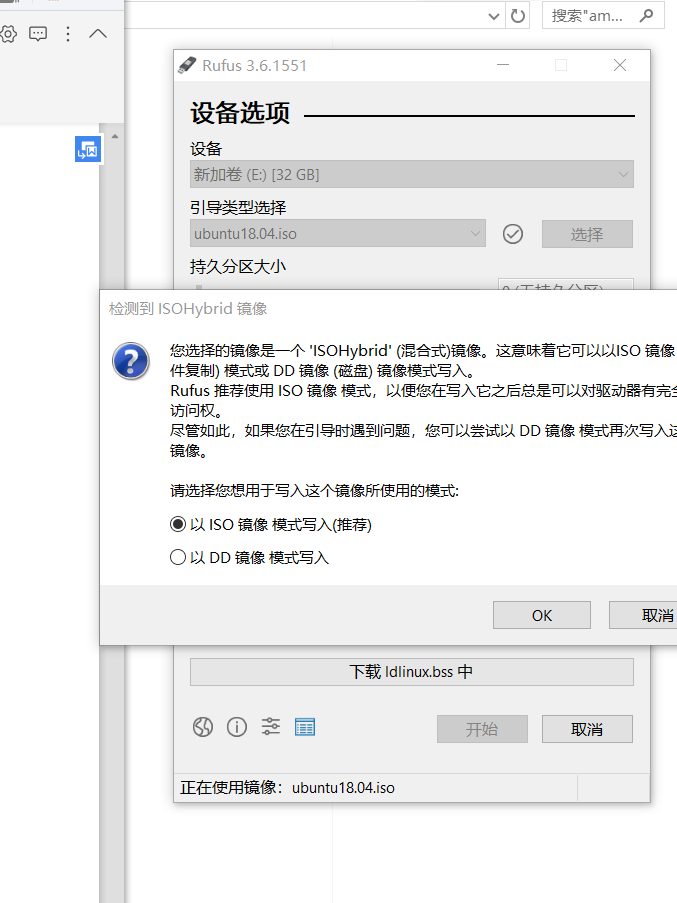 搜索"am...
Rufus 3.6.1551
设备选项
设备
新加卷 (E:) [32 GB]
引导类型选择
ubuntu18.04.iso
选择
持久分区大小
0 (无持久分区)
检测到 ISOHybrid 镜像
您选择的镜像是一个 'ISOHybrid' (混合式)镜像。这意味着它可以以ISO 镜像
件复制) 模式或 DD 镜像 (磁盘) 镜像模式写入。
Rufus 推荐使用 ISO 镜像 模式，以便您在写入它之后总是可以对驱动器有完全
访问权。
尽管如此，如果您在引导时遇到问题，您可以尝试以 DD 镜像 模式再次写入这
镜像。
请选择您想用于写入这个镜像所使用的模式:
以 ISO 镜像 模式写入(推荐)
以 DD 镜像 模式写入
OK
取消
下载 ldlinux.bss 中
开始
取消
正在使用镜像：ubuntu18.04.iso